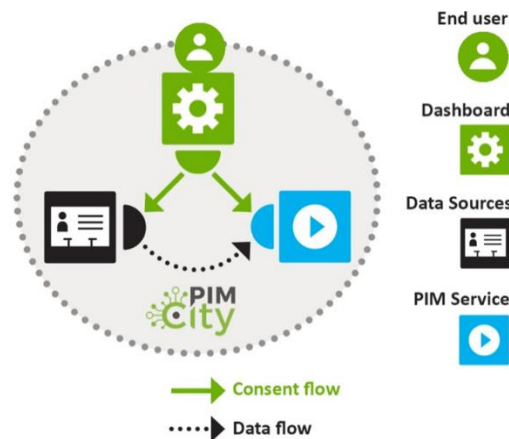 End user
Dashboard
Data Sources
PIM Service
PIM
City
Consent flow
Data flow